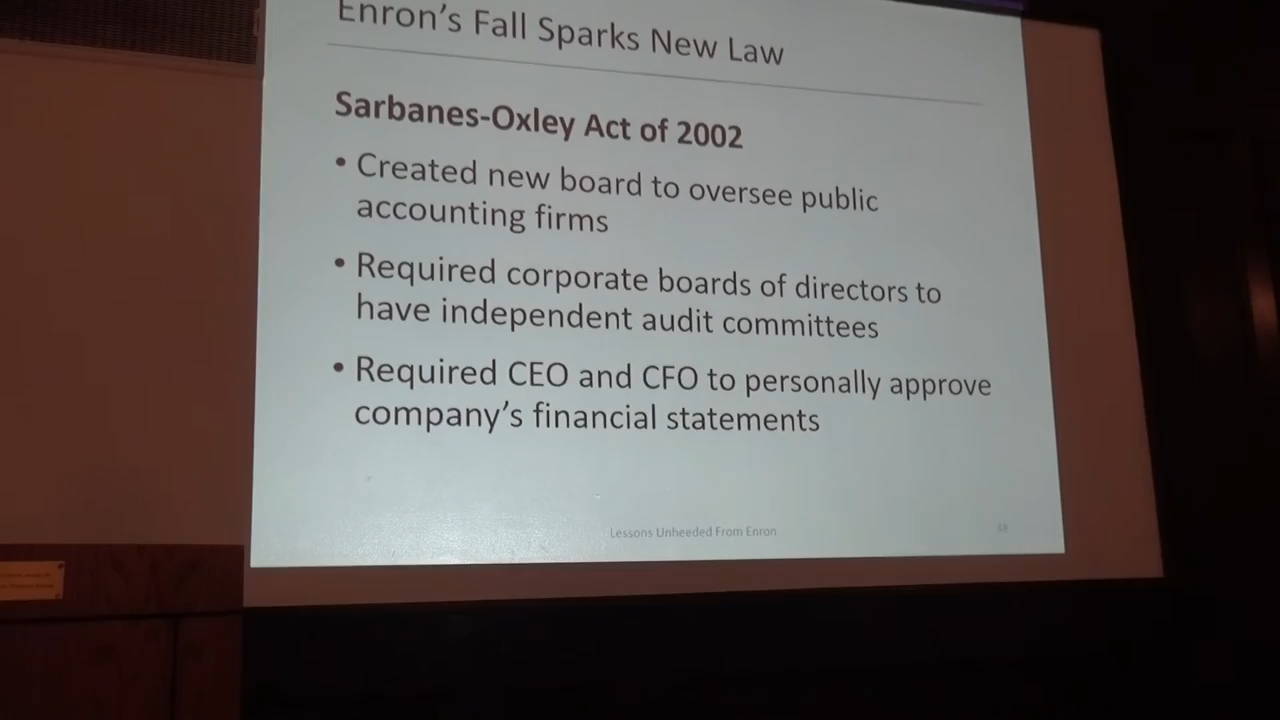 Enron's Fall Sparks New Law
Sarbanes-Oxley Act of 2002
• Created new board to oversee public
accounting firms
• Required corporate boards of directors to
have independent audit committees
• Required CEO and CFO to personally approve
company's financial statements
Lessons Unheeded From Enron